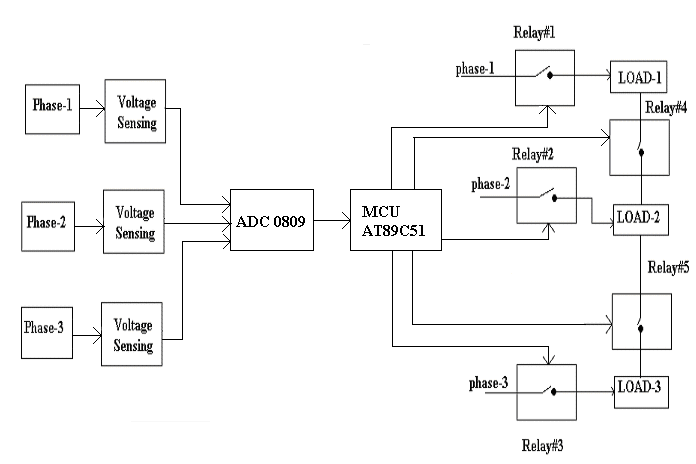 Relay#1
phase-1
LOAD-1
Phase-1
Voltage
Sensing
Relay#4
Relay#2
phase-2
LOAD-2
Phase-2
Voltage
Sensing
ADC 0809
MCU
AT89C51
Relay#5
Phase-3
Voltage
Sensing
phase-3
LOAD-3
Relay#3